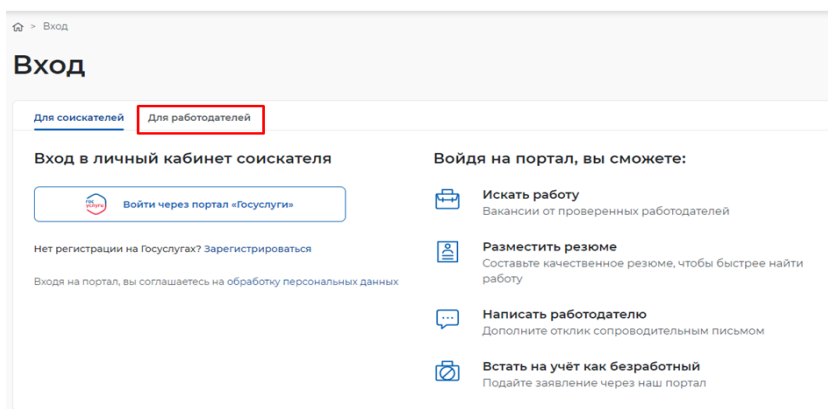 > Вход
Вход
Для соискателей
Для работодателей
Вход в личный кабинет соискателя
гос
услуги
Войти через портал «Госуслуги»
Нет регистрации на Госуслугах? Зарегистрироваться
Входя на портал, вы соглашаетесь на обработку персональных данных
Войдя на портал, вы сможете:
Искать работу
Вакансии от проверенных работодателей
Разместить резюме
Составьте качественное резюме, чтобы быстрее найти
работу
Написать работодателю
Дополните отклик сопроводительным письмом
Встать на учёт как безработный
Подайте заявление через наш портал